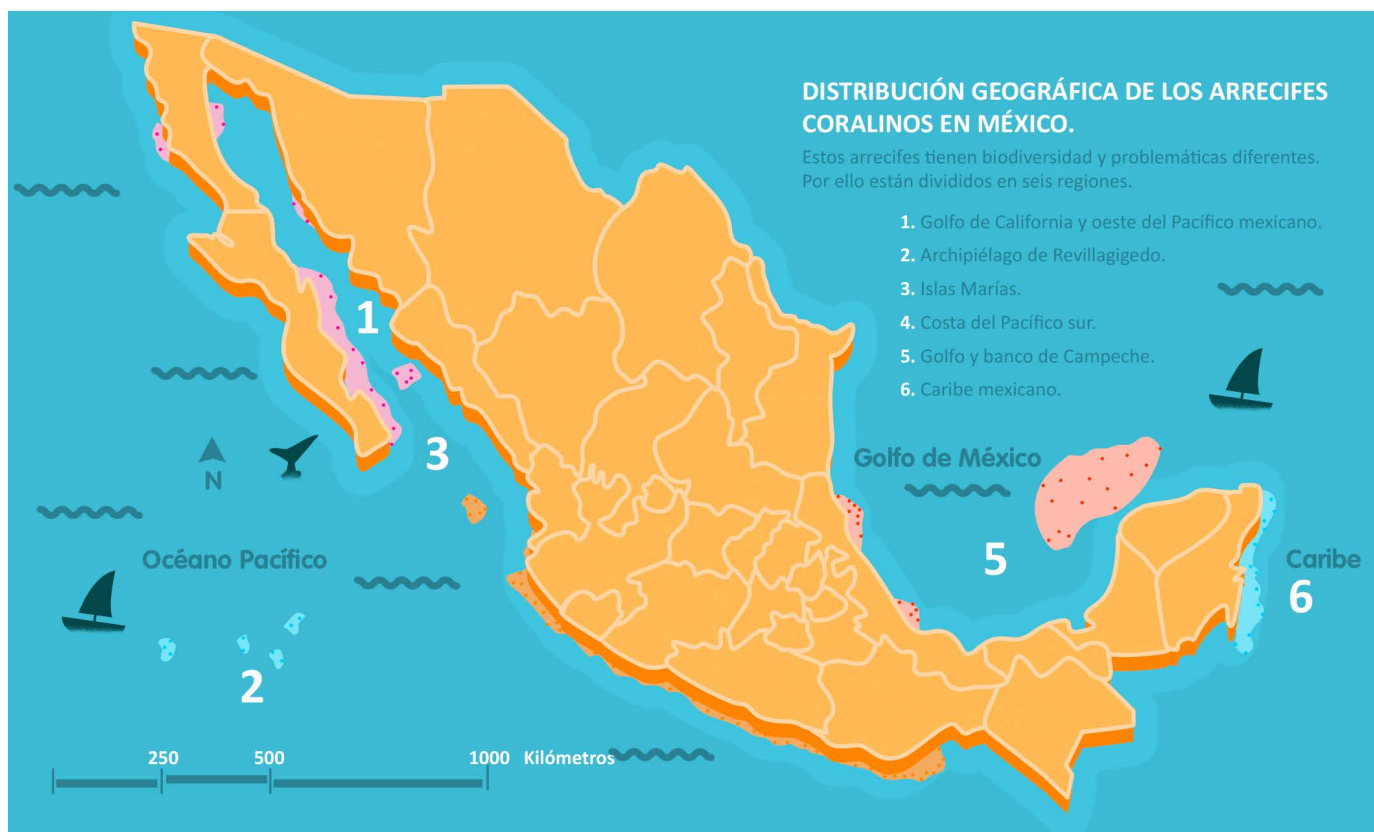 DISTRIBUCIÓN GEOGRÁFICA DE LOS ARRECIFES
CORALINOS EN MÉXICO.
Estos arrecifes tienen biodiversidad y problemáticas diferentes.
Por ello están divididos en seis regiones.
1. Golfo de California y oeste del Pacífico mexicano.
2. Archipiélago de Revillagigedo.
3. Islas Marías.
4. Costa del Pacífico sur.
5. Golfo y banco de Campeche.
6. Caribe mexicano.
1
3
N
Golfo de México
5
Océano Pacífico
Caribe
6
2
250 500 1000 Kilómetros